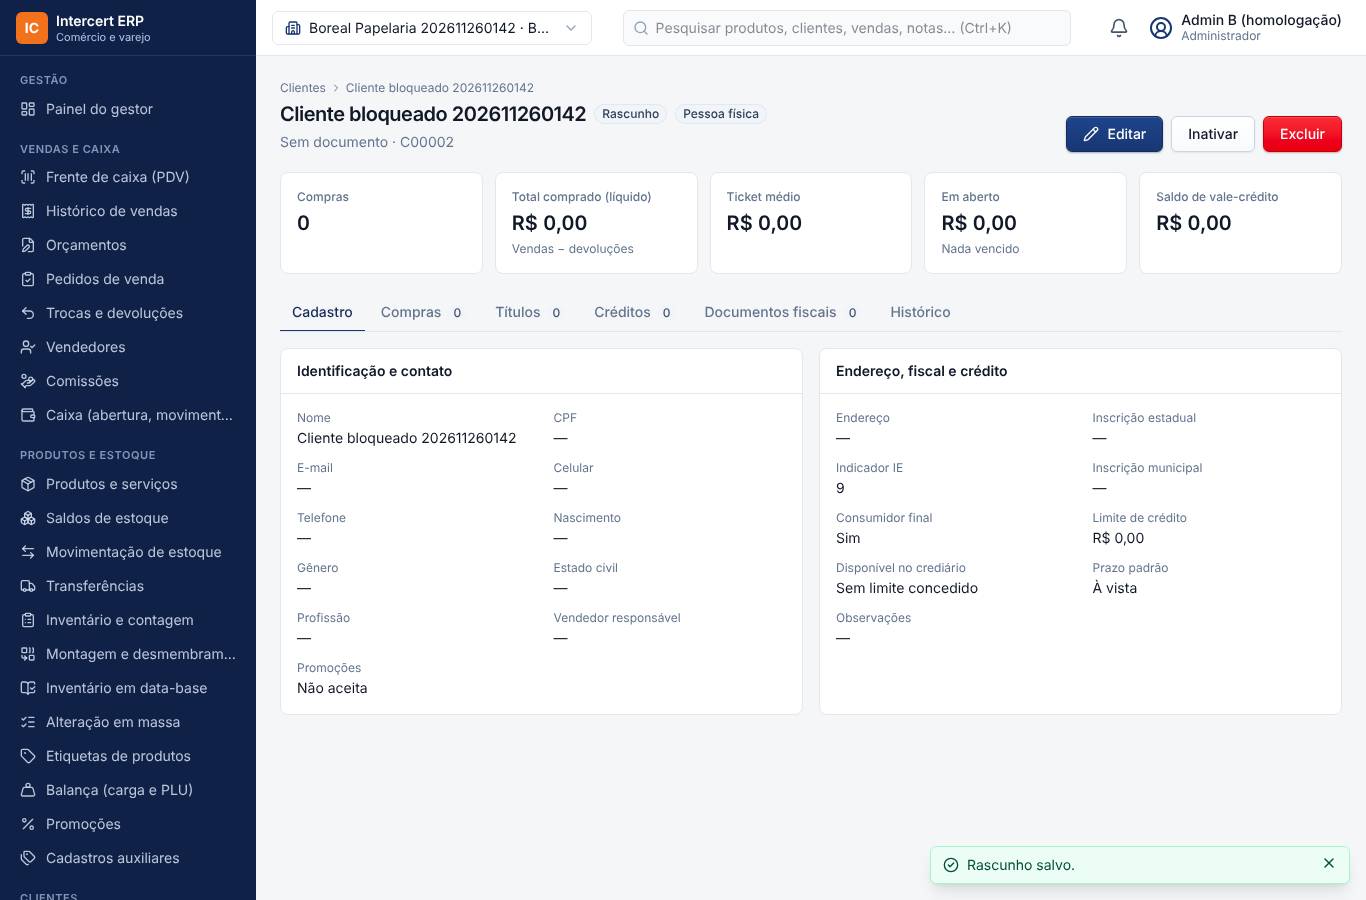 IC
Intercert ERP
Comércio e varejo
GESTÃO
Painel do gestor
VENDAS E CAIXA
Frente de caixa (PDV)
Histórico de vendas
Orçamentos
Pedidos de venda
Trocas e devoluções
Vendedores
Comissões
Caixa (abertura, moviment...
PRODUTOS E ESTOQUE
Produtos e serviços
Saldos de estoque
Movimentação de estoque
Transferências
Inventário e contagem
Montagem e desmembram...
Inventário em data-base
Alteração em massa
Etiquetas de produtos
Balança (carga e PLU)
Promoções
Cadastros auxiliares
CLIENTES
Boreal Papelaria 202611260142 · B...
Pesquisar produtos, clientes, vendas, notas... (Ctrl+K)
Admin B (homologação)
Administrador
Clientes > Cliente bloqueado 202611260142
Cliente bloqueado 202611260142 Rascunho Pessoa física
Sem documento · C00002
Editar Inativar Excluir
Compras
0
Total comprado (líquido)
R$ 0,00
Vendas − devoluções
Ticket médio
R$ 0,00
Em aberto
R$ 0,00
Nada vencido
Saldo de vale-crédito
R$ 0,00
Cadastro Compras 0 Títulos 0 Créditos 0 Documentos fiscais 0 Histórico
Identificação e contato
Nome CPF
Cliente bloqueado 202611260142 —
E-mail Celular
— —
Telefone Nascimento
— —
Gênero Estado civil
— —
Profissão Vendedor responsável
— —
Promoções
Não aceita
Endereço, fiscal e crédito
Endereço Inscrição estadual
— —
Indicador IE Inscrição municipal
9 —
Consumidor final Limite de crédito
Sim R$ 0,00
Disponível no crediário Prazo padrão
Sem limite concedido À vista
Observações
—
Rascunho salvo.